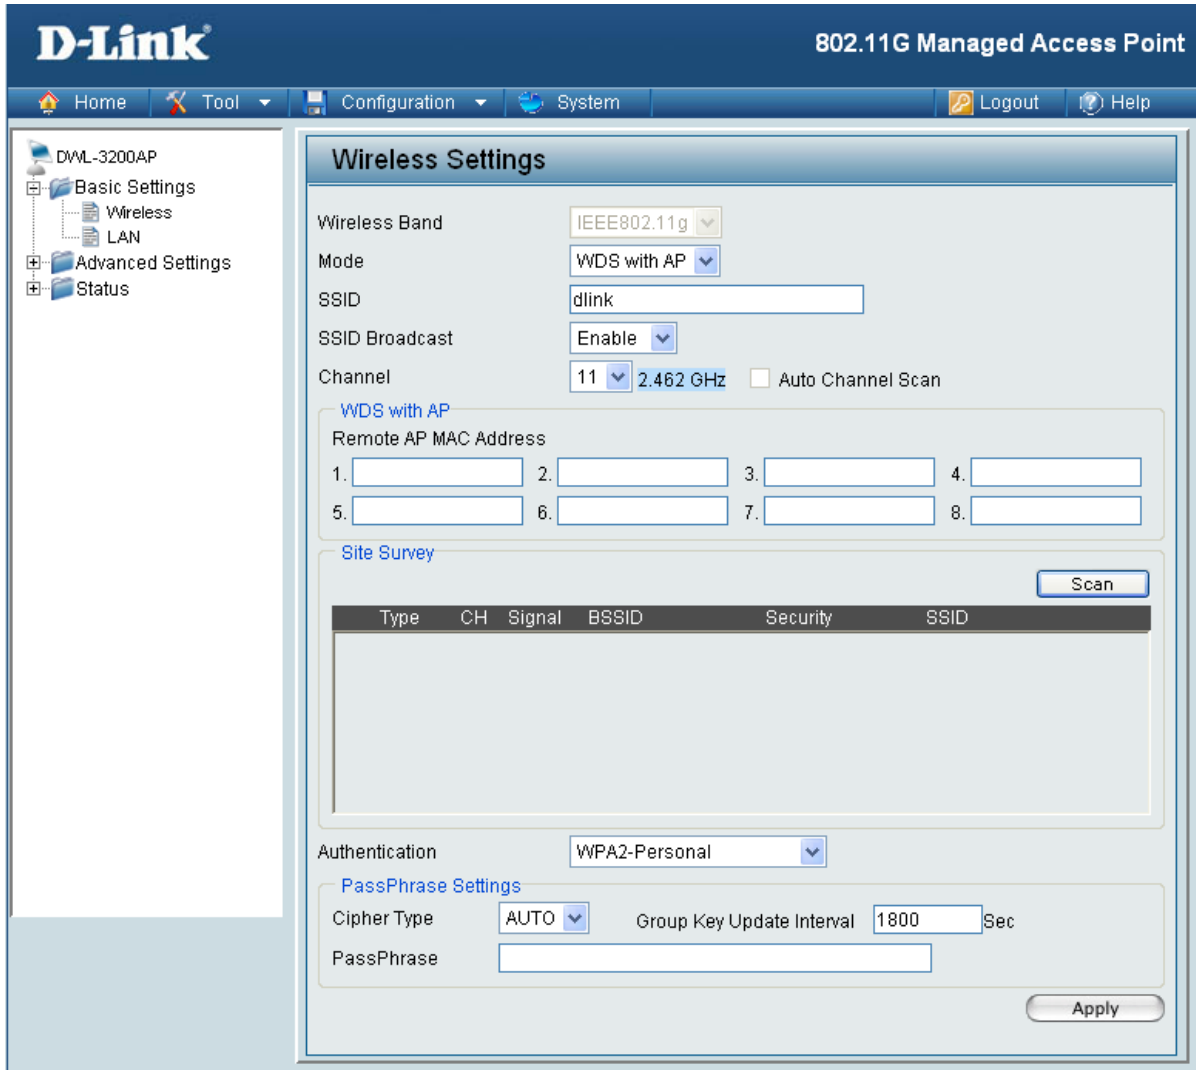 D-Link
802.11G Managed Access Point
Home Tool Configuration System Logout Help
DWL-3200AP
Basic Settings
Wireless
LAN
Advanced Settings
Status
Wireless Settings
Wireless Band IEEE802.11g
Mode WDS with AP
SSID dlink
SSID Broadcast Enable
Channel 11 2.462 GHz Auto Channel Scan
WDS with AP
Remote AP MAC Address
1. 2. 3. 4.
5. 6. 7. 8.
Site Survey
Scan
Type CH Signal BSSID Security SSID
Authentication WPA2-Personal
PassPhrase Settings
Cipher Type AUTO Group Key Update Interval 1800 Sec
PassPhrase
Apply